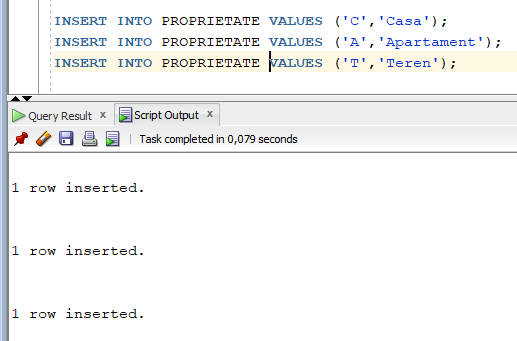 INSERT INTO PROPRIETATE VALUES ('C','Casa');
INSERT INTO PROPRIETATE VALUES ('A','Apartament');
INSERT INTO PROPRIETATE VALUES ('T','Teren');
Query Result x Script Output x
Task completed in 0,079 seconds
1 row inserted.
1 row inserted.
1 row inserted.